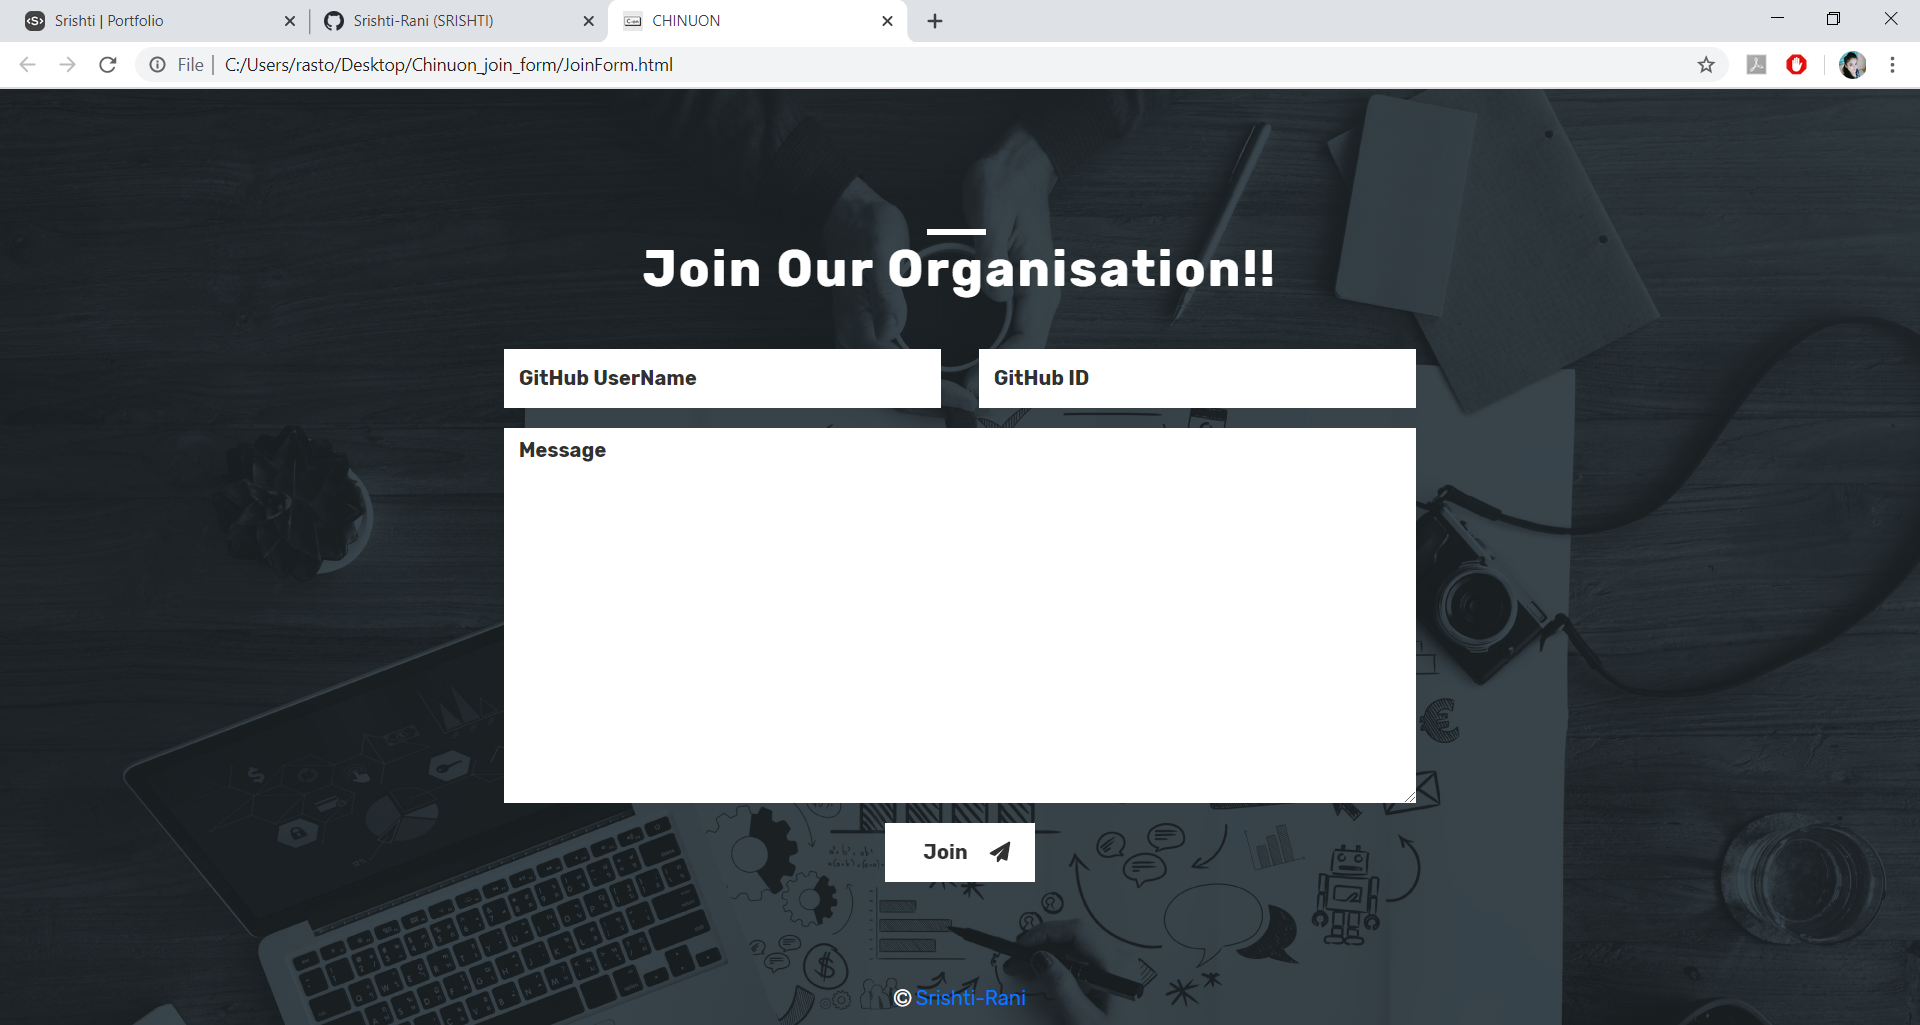 Srishti | Portfolio
Srishti-Rani (SRISHTI)
CHINUON
File
C:/Users/rasto/Desktop/Chinuon_join_form/JoinForm.html
Join Our Organisation!!
GitHub UserName
GitHub ID
Message
Join
© Srishti-Rani